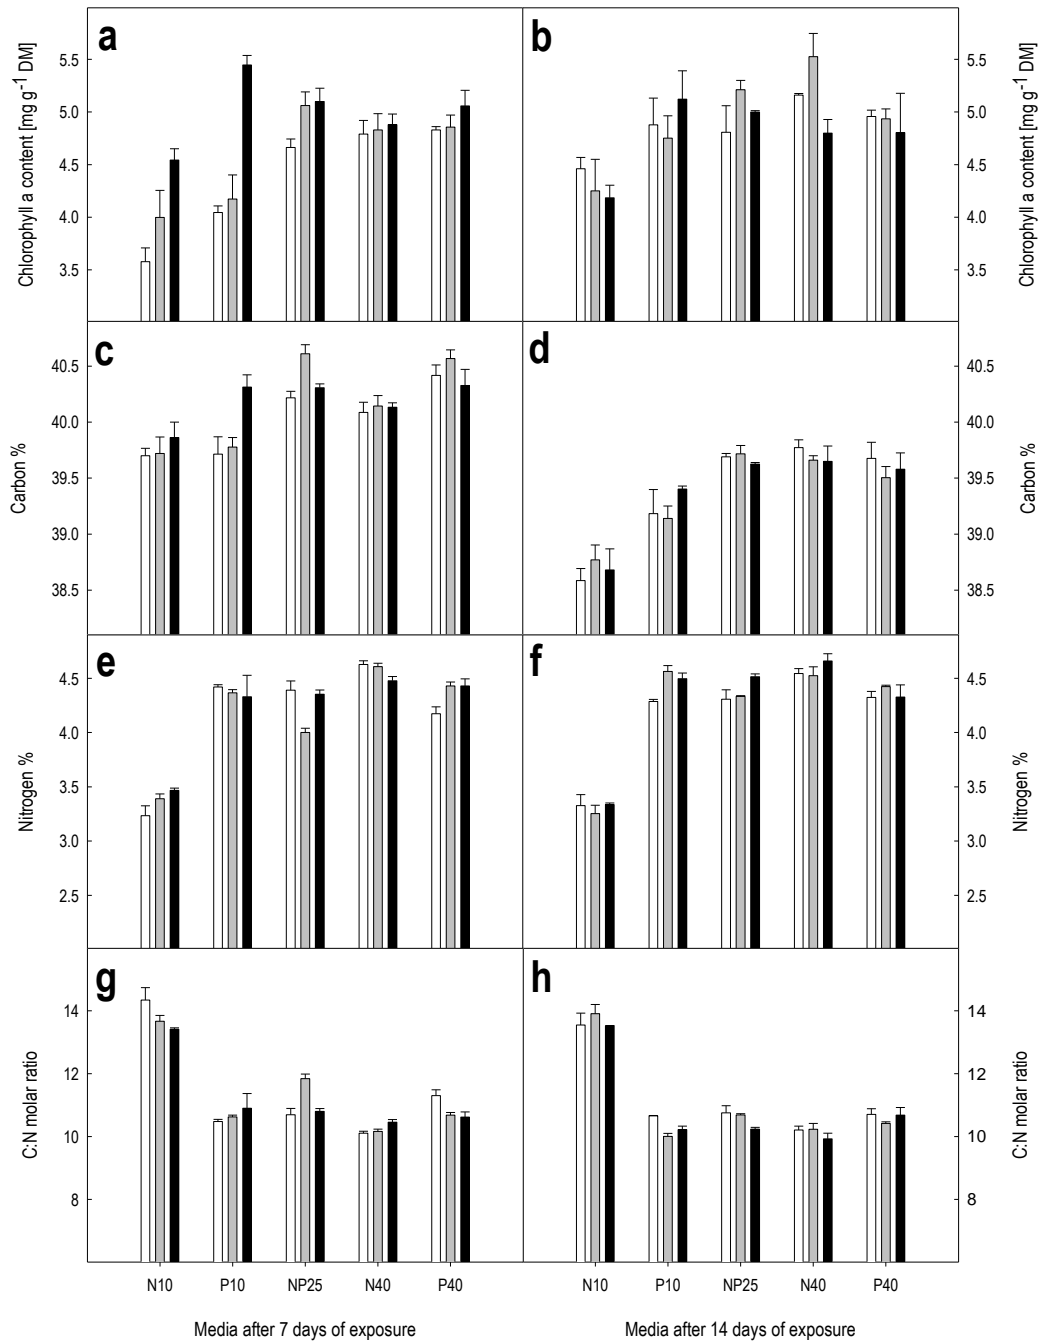 a
b
Chlorophyll a content [mg g-1 DM]
5.5
5.0
4.5
4.0
3.5
5.5
5.0
4.5
4.0
3.5
Chlorophyll a content [mg g-1 DM]
c
d
Carbon %
40.5
40.0
39.5
39.0
38.5
40.5
40.0
39.5
39.0
38.5
Carbon %
e
f
Nitrogen %
4.5
4.0
3.5
3.0
2.5
4.5
4.0
3.5
3.0
2.5
Nitrogen %
g
h
C:N molar ratio
14
12
10
8
14
12
10
8
C:N molar ratio
N10 P10 NP25 N40 P40
N10 P10 NP25 N40 P40
Media after 7 days of exposure
Media after 14 days of exposure